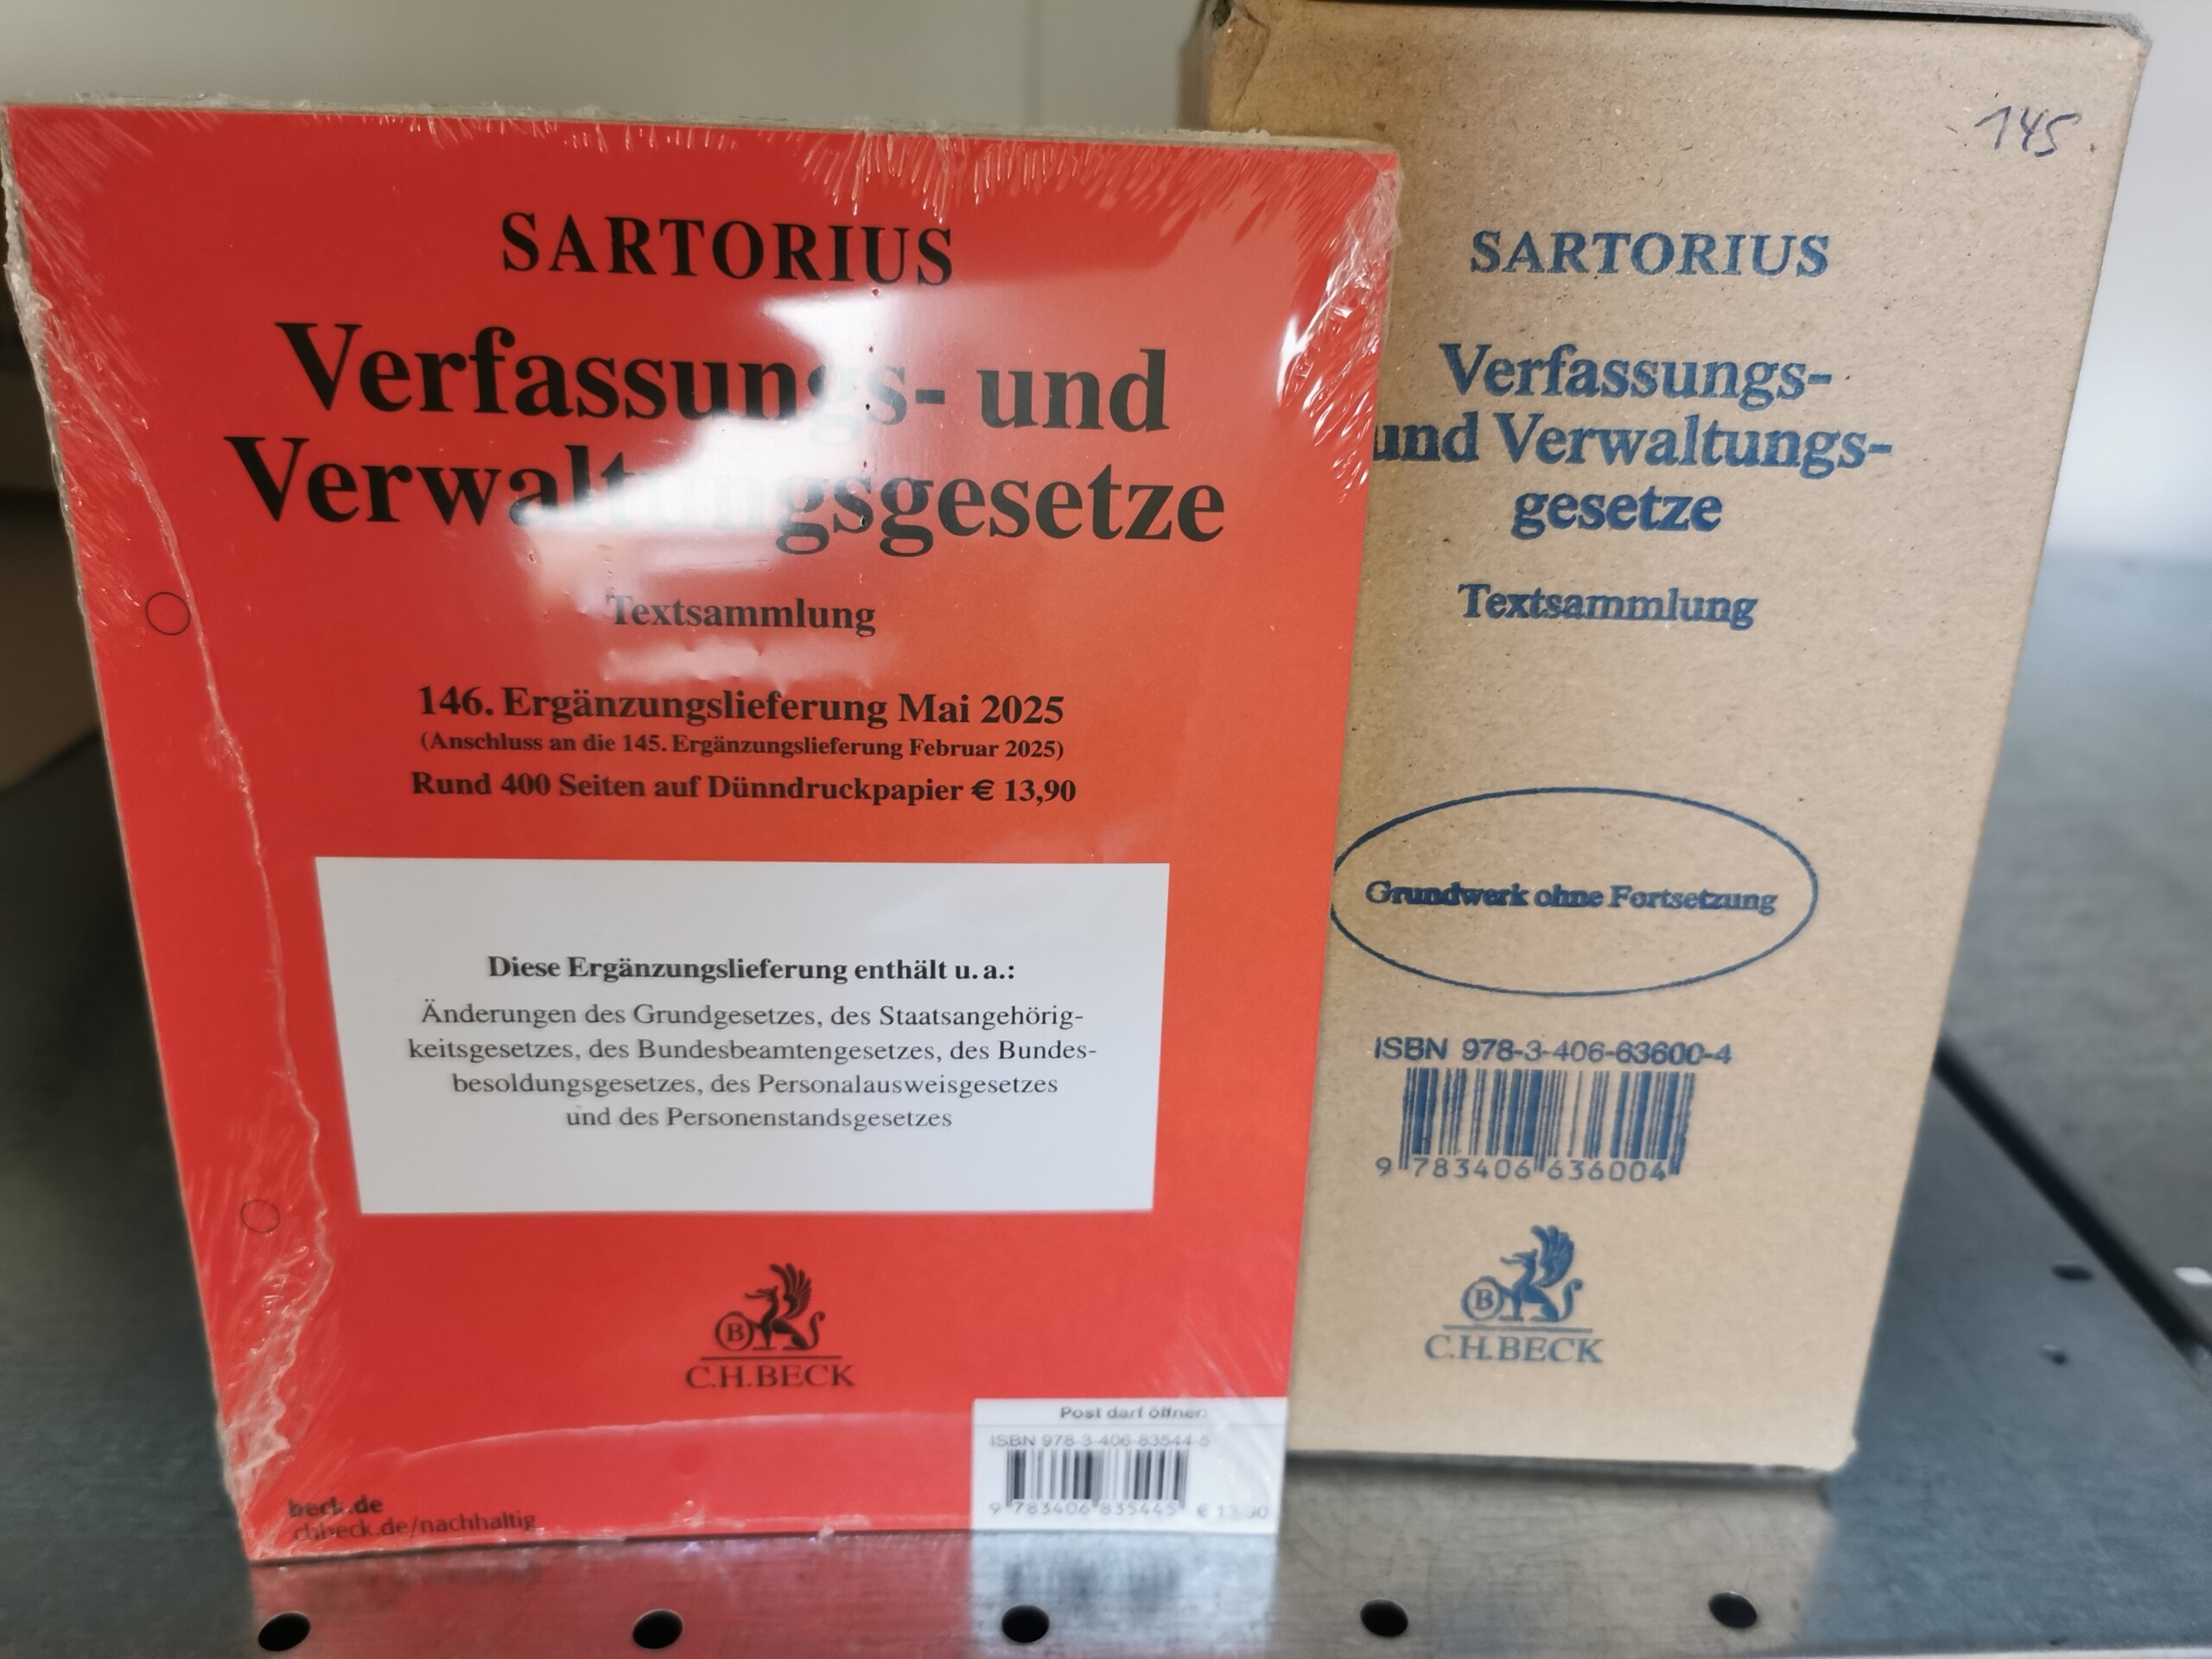 SARTORIUS
Verfassungs- und
Verwaltungsgesetze
Textsammlung
146. Ergänzungslieferung Mai 2025
(Anschluss an die 145. Ergänzungslieferung Februar 2025)
Rund 400 Seiten auf Dünndruckpapier € 13,90
Diese Ergänzungslieferung enthält u. a.:
Änderungen des Grundgesetzes, des Staatsangehörig-
keitsgesetzes, des Bundesbeamtengesetzes, des Bundes-
besoldungsgesetzes, des Personalausweisgesetzes
und des Personenstandsgesetzes
B
C.H.BECK
Post darf öffnen
ISBN 978-3-406-83544-5
9 783406 835445 € 13,90
beck.de
chbeck.de/nachhaltig
145
SARTORIUS
Verfassungs-
und Verwaltungs-
gesetze
Textsammlung
Grundwerk ohne Fortsetzung
ISBN 978-3-406-63600-4
9 783406 636004
B
C.H.BECK